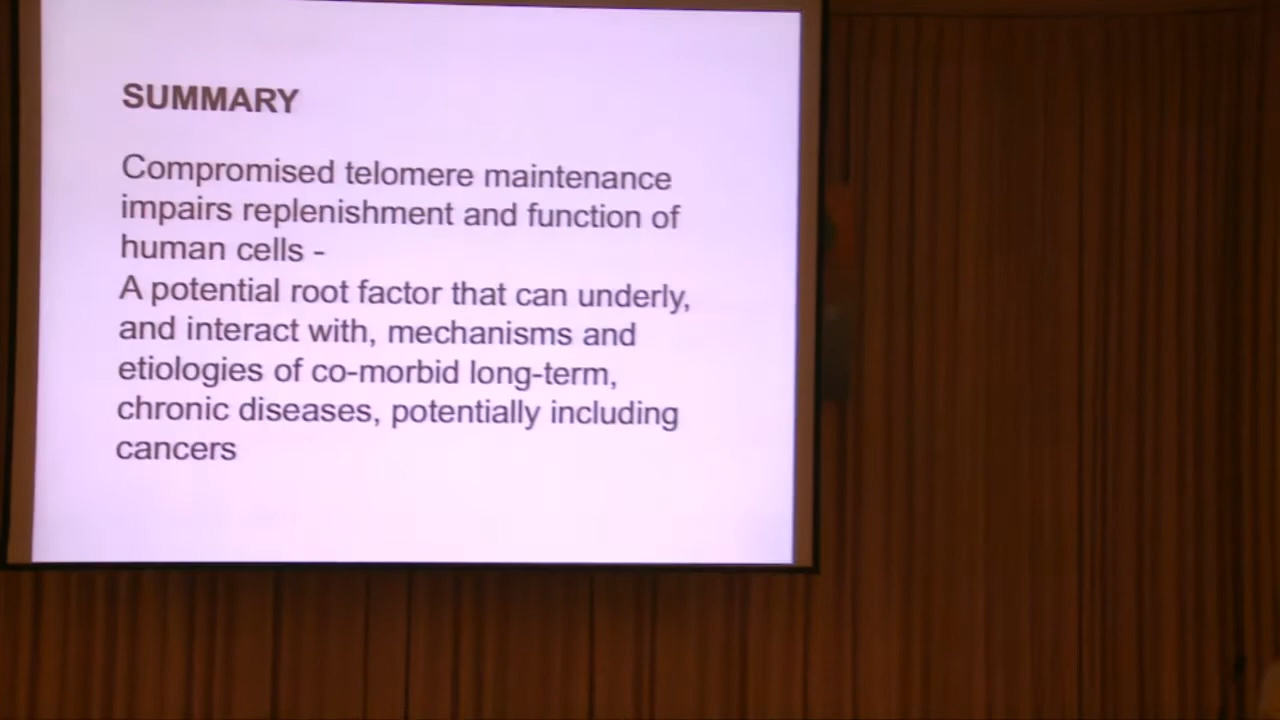 SUMMARY
Compromised telomere maintenance
impairs replenishment and function of
human cells -
A potential root factor that can underly,
and interact with, mechanisms and
etiologies of co-morbid long-term,
chronic diseases, potentially including
cancers